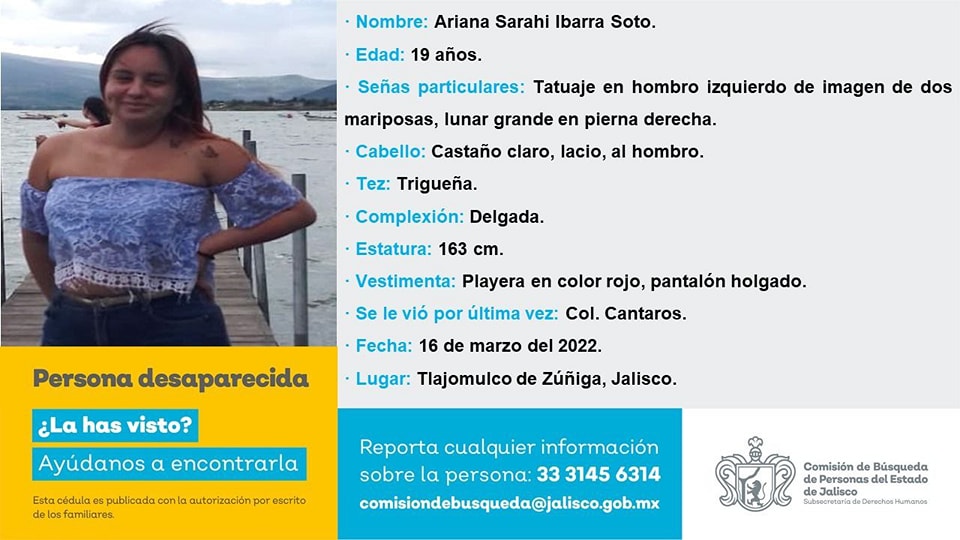 · Nombre: Ariana Sarahi Ibarra Soto.
· Edad: 19 años.
· Señas particulares: Tatuaje en hombro izquierdo de imagen de dos
mariposas, lunar grande en pierna derecha.
· Cabello: Castaño claro, lacio, al hombro.
· Tez: Trigueña.
· Complexión: Delgada.
· Estatura: 163 cm.
· Vestimenta: Playera en color rojo, pantalón holgado.
· Se le vió por última vez: Col. Cantaros.
· Fecha: 16 de marzo del 2022.
· Lugar: Tlajomulco de Zúñiga, Jalisco.
Persona desaparecida
¿La has visto?
Ayúdanos a encontrarla
Esta cédula es publicada con la autorización por escrito
de los familiares.
Reporta cualquier información
sobre la persona: 33 3145 6314
comisiondebusqueda@jalisco.gob.mx
Comisión de Búsqueda
de Personas del Estado
de Jalisco
Subsecretaría de Derechos Humanos